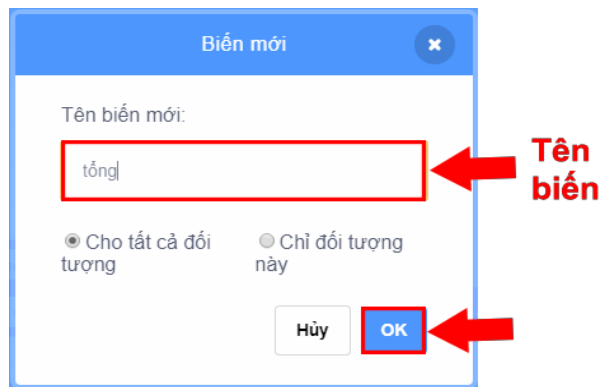 Biến mới
Tên biến mới:
tổng
Tên
biến
Cho tất cả đối
tượng
Chỉ đối tượng
này
Hủy
OK